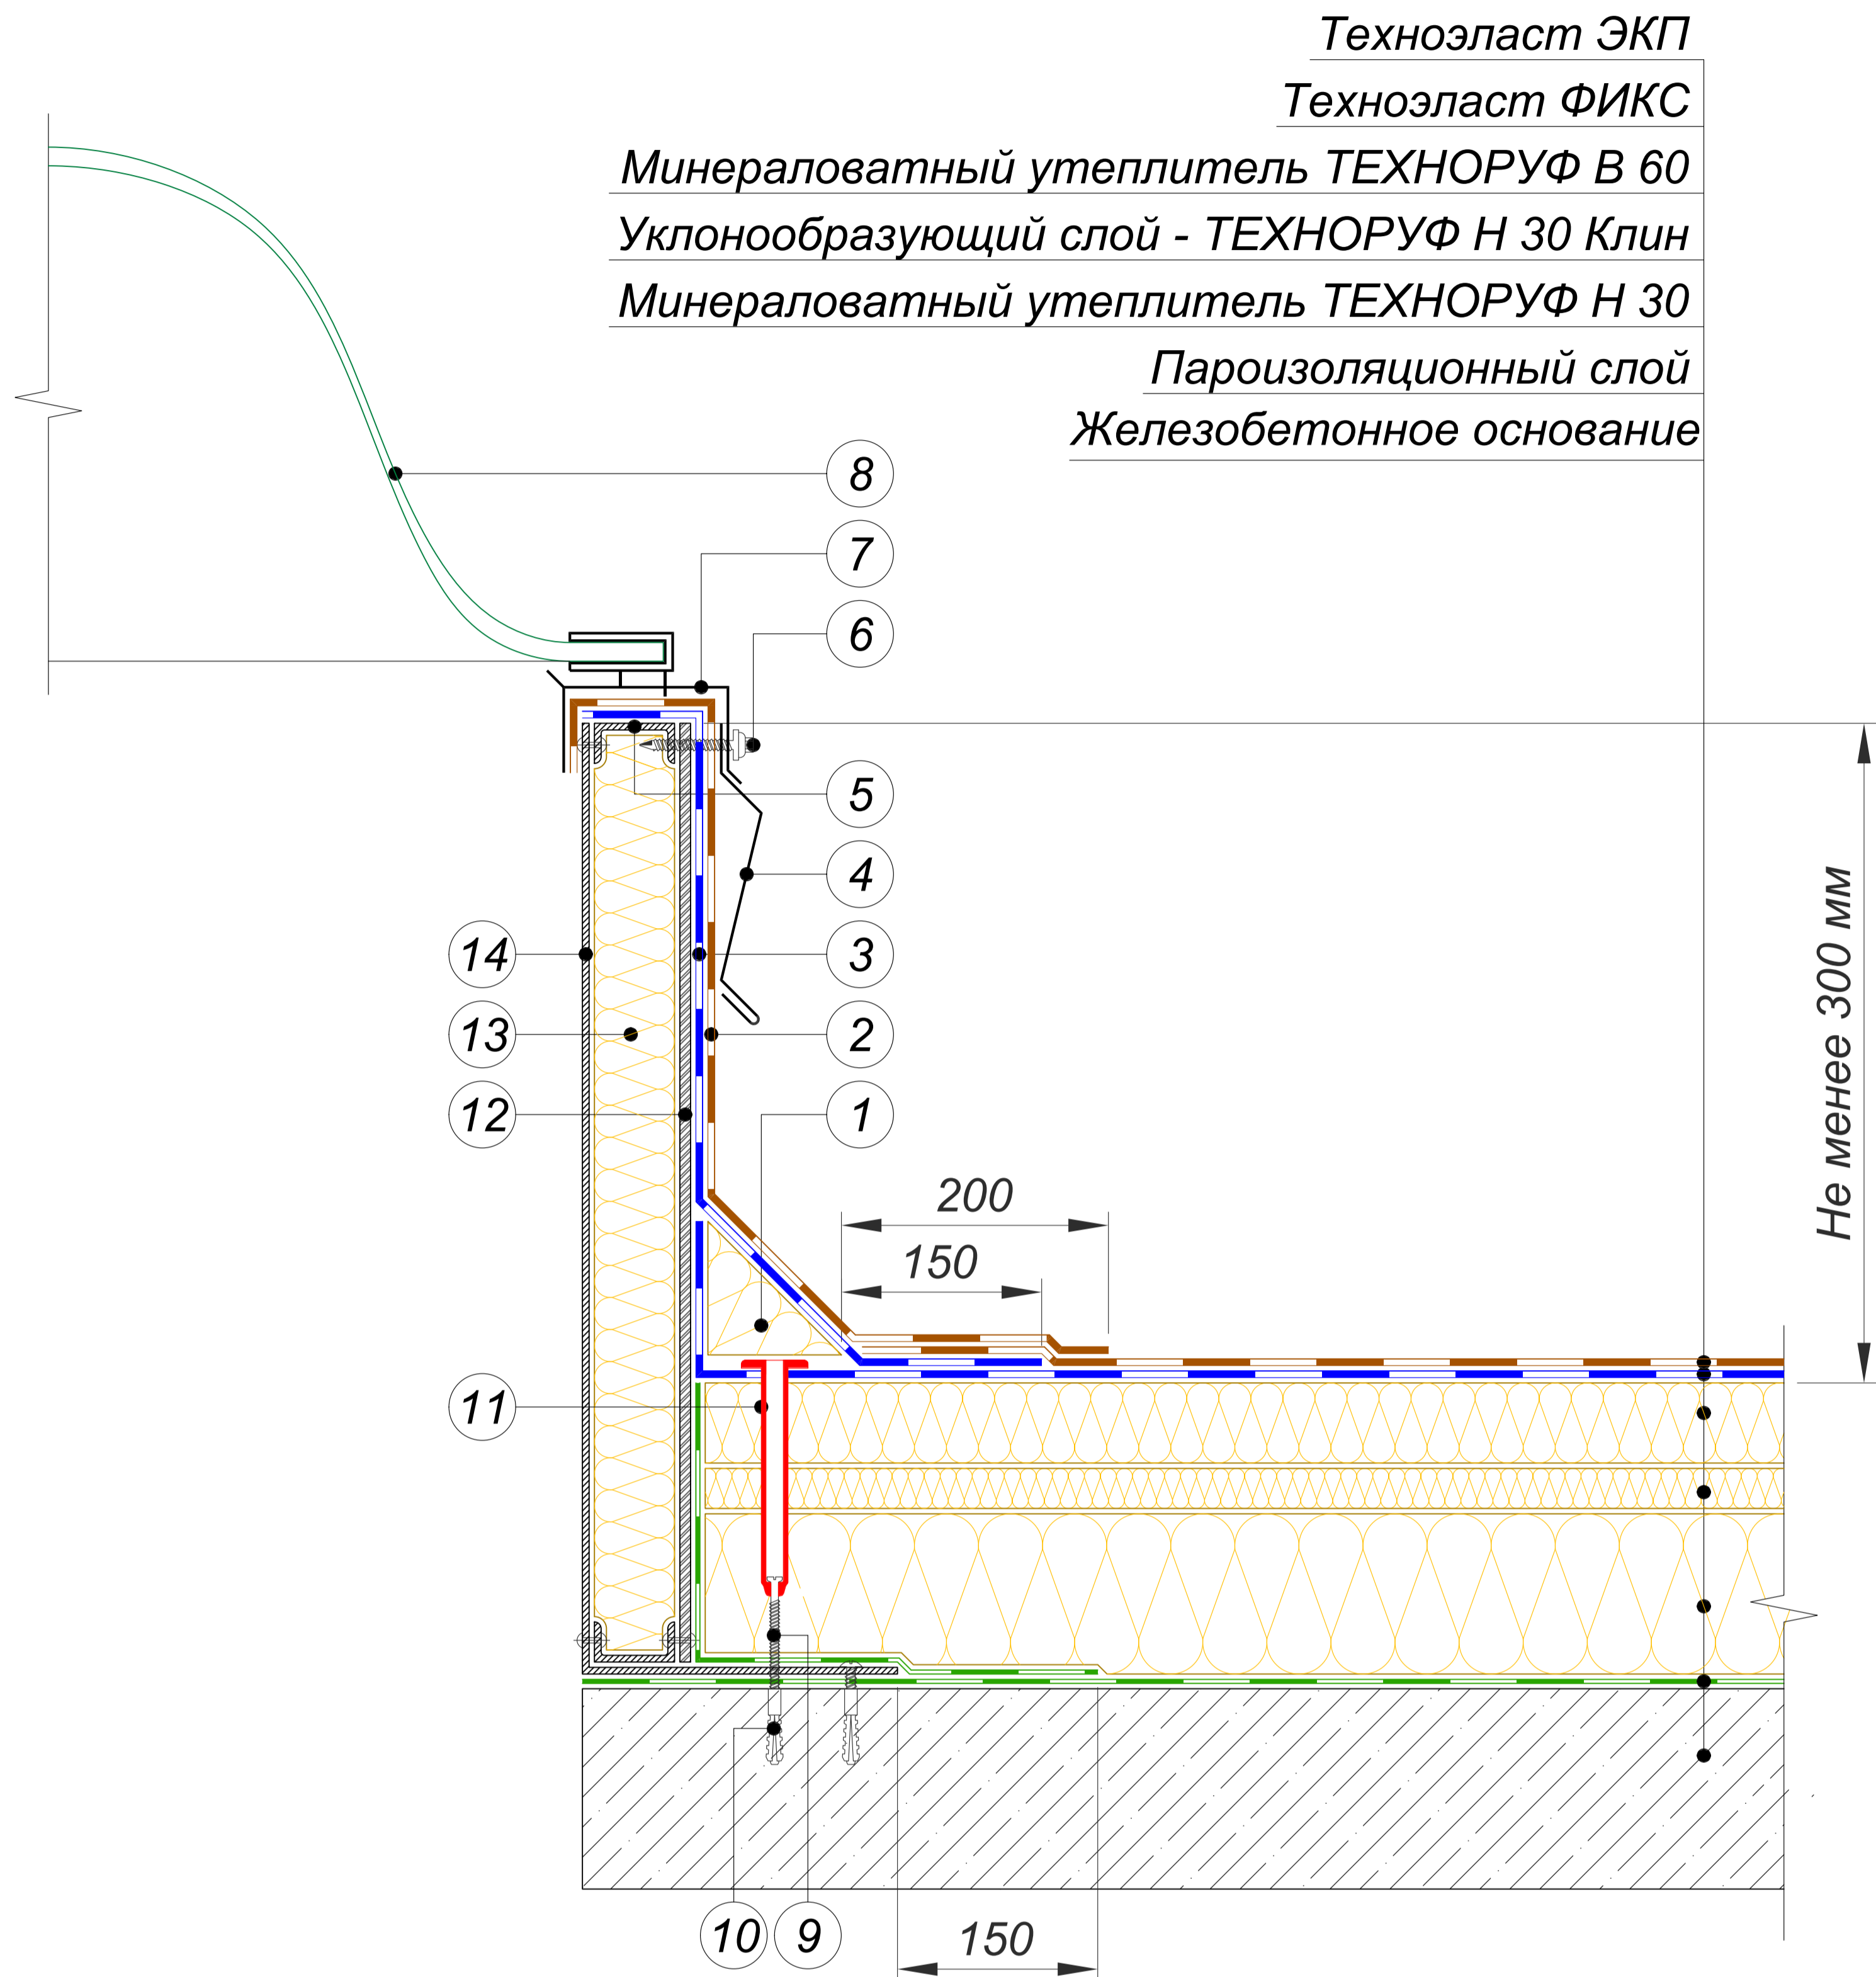 Техноэласт ЭКП
Техноэласт ФИКС
Минераловатный утеплитель ТЕХНОРУФ В 60
Уклонообразующий слой - ТЕХНОРУФ Н 30 Клин
Минераловатный утеплитель ТЕХНОРУФ Н 30
Пароизоляционный слой
Железобетонное основание
8
7
6
5
4
14
3
13
2
12
1
Не менее 300 мм
200
150
11
10
9
150